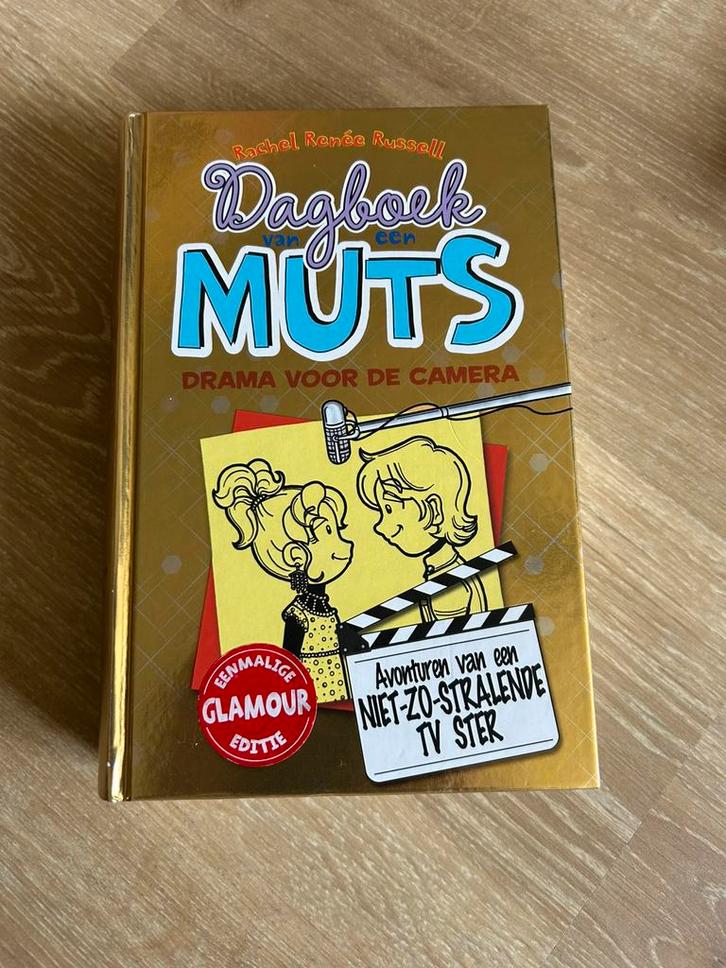 Rachel Renée Russell
Dagboek
van een
MUTS
DRAMA VOOR DE CAMERA
EENMALIGE
GLAMOUR
EDITIE
Avonturen van een
NIET-ZO-STRALENDE
TV STER